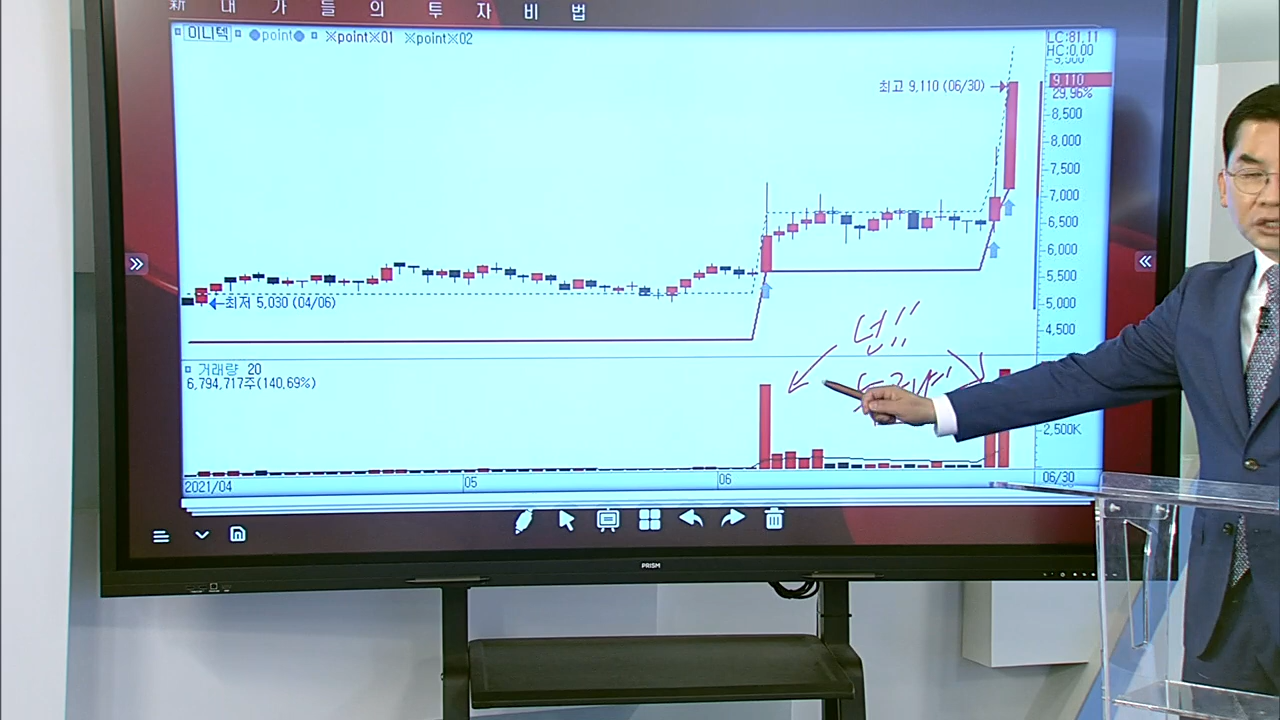 新 대 가 들 의 투 자 비 법
이니텍 point ※point※01 ※point※02
LC:81,11
HC:0,00
9,500
최고 9,110 (06/30)
9,110
29,96%
8,500
8,000
7,500
7,000
6,500
6,000
5,500
최저 5,030 (04/06)
5,000
4,500
넌!!
거래량 20
6,794,717주(140,69%)
2,500K
2021/04
05
06
06/30
PRISM